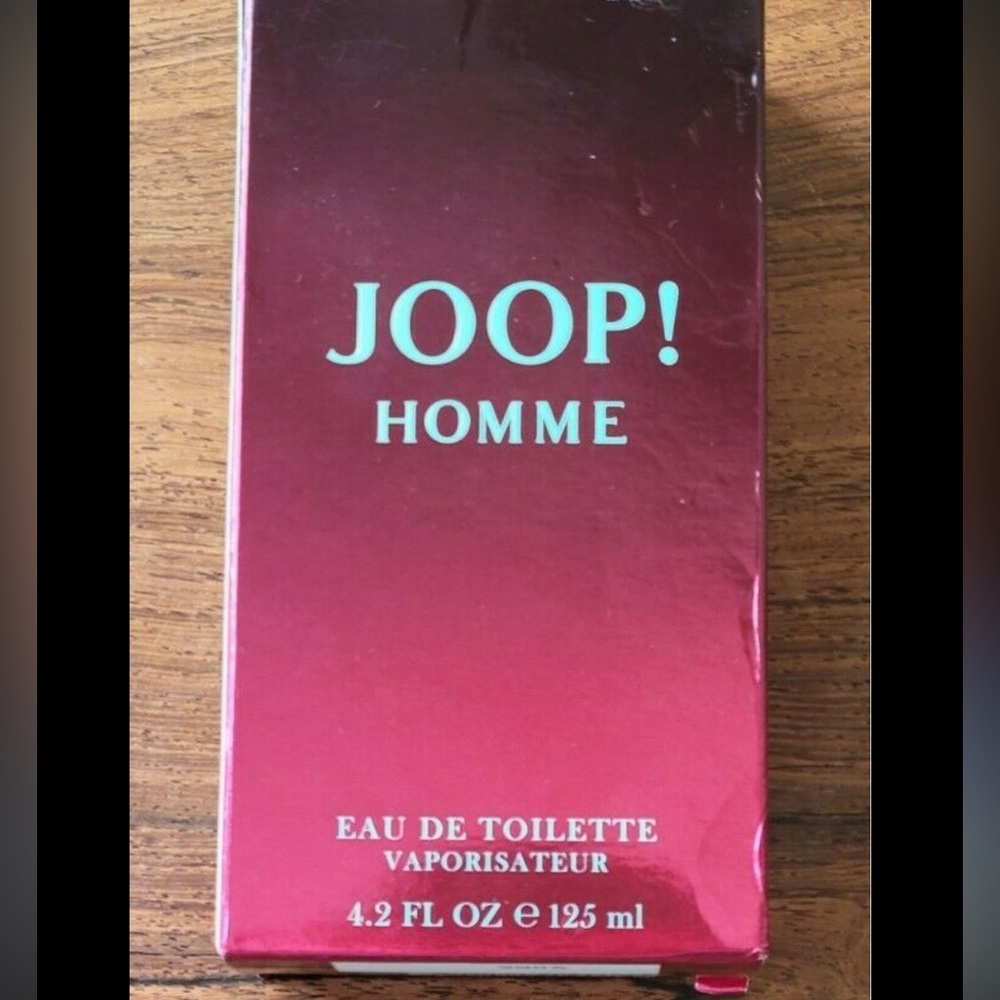 JOOP!
HOMME
EAU DE TOILETTE
VAPORISATEUR
4.2 FL OZ e 125 ml